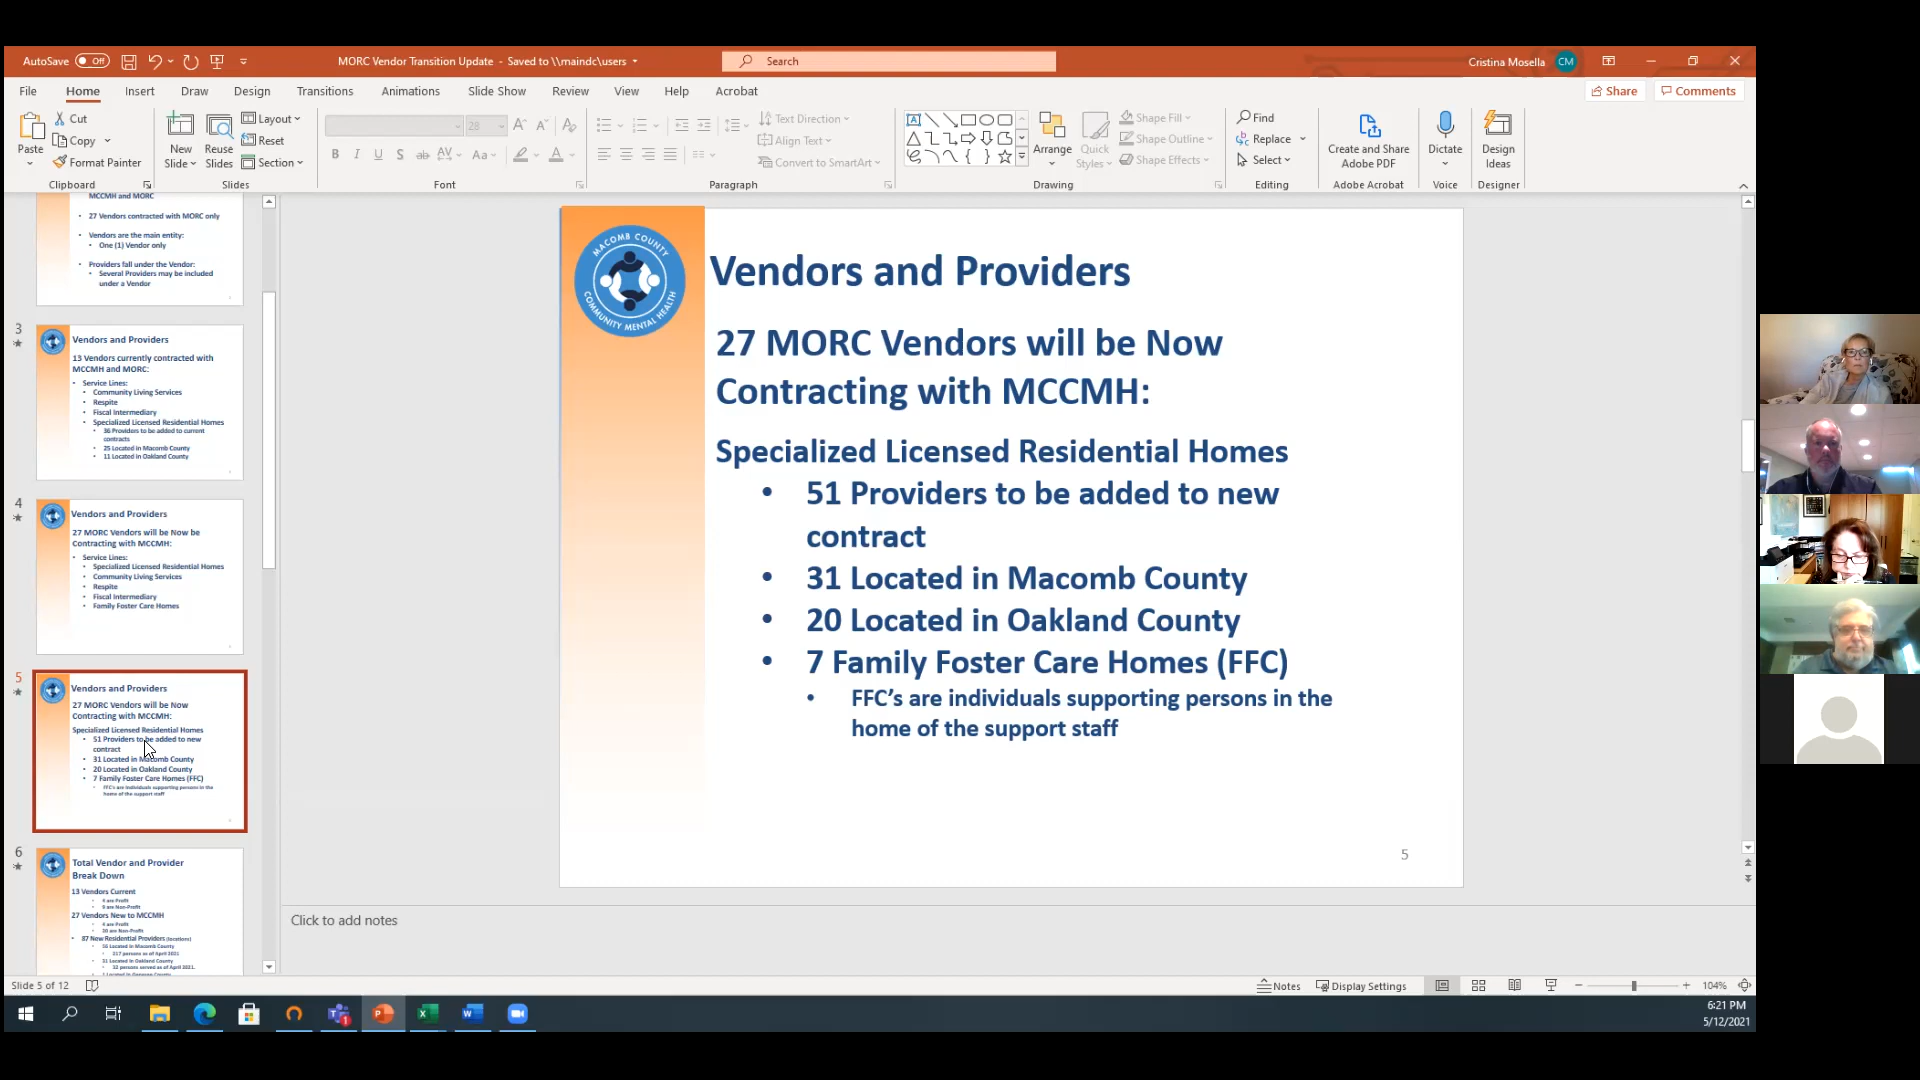 AutoSave Off
MORC Vendor Transition Update - Saved to \\maindc\users
Search
Cristina Mosella CM
File Home Insert Draw Design Transitions Animations Slide Show Review View Help Acrobat
Share Comments
Paste
Cut
Copy
Format Painter
Clipboard
New Slide
Reuse Slides
Layout
Reset
Section
Slides
28
Font
Text Direction
Align Text
Convert to SmartArt
Paragraph
Arrange
Quick Styles
Shape Fill
Shape Outline
Shape Effects
Drawing
Find
Replace
Select
Editing
Create and Share
Adobe PDF
Adobe Acrobat
Dictate
Voice
Design
Ideas
Designer
MCCMH and MORC
27 Vendors contracted with MORC only
Vendors are the main entity:
One (1) Vendor only
Providers fall under the Vendor:
Several Providers may be included
under a Vendor
3
Vendors and Providers
13 Vendors currently contracted with
MCCMH and MORC:
Service Lines:
Community Living Services
Respite
Fiscal Intermediary
Specialized Licensed Residential Homes
36 Providers to be added to current
contracts
25 Located in Macomb County
11 Located in Oakland County
4
Vendors and Providers
27 MORC Vendors will be Now be
Contracting with MCCMH:
Service Lines:
Specialized Licensed Residential Homes
Community Living Services
Respite
Fiscal Intermediary
Family Foster Care Homes
5
Vendors and Providers
27 MORC Vendors will be Now
Contracting with MCCMH:
Specialized Licensed Residential Homes
51 Providers to be added to new
contract
31 Located in Macomb County
20 Located in Oakland County
7 Family Foster Care Homes (FFC)
FFC's are individuals supporting persons in the
home of the support staff
6
Total Vendor and Provider
Break Down
13 Vendors Current
4 are Profit
9 are Non-Profit
27 Vendors New to MCCMH
4 are Profit
87 New Residential Providers (locations)
31 Located in Oakland County
32 persons served as of April 2021.
MACOMB COUNTY
COMMUNITY MENTAL HEALTH
Vendors and Providers
27 MORC Vendors will be Now
Contracting with MCCMH:
Specialized Licensed Residential Homes
• 51 Providers to be added to new
contract
• 31 Located in Macomb County
• 20 Located in Oakland County
• 7 Family Foster Care Homes (FFC)
• FFC’s are individuals supporting persons in the
home of the support staff
5
Click to add notes
Slide 5 of 12
Notes
Display Settings
104%
6:21 PM
5/12/2021